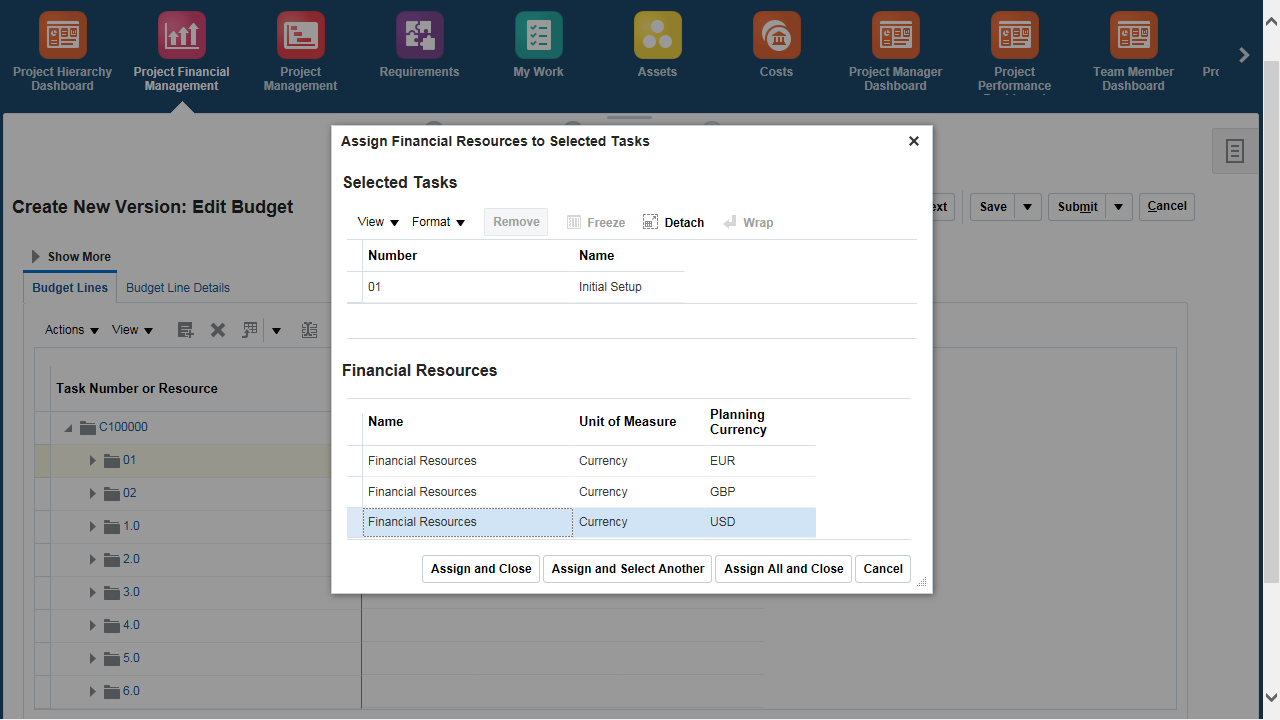 Project Hierarchy
Dashboard
Project Financial
Management
Project
Management
Requirements
My Work
Assets
Costs
Project Manager
Dashboard
Project
Performance
Team Member
Dashboard
Assign Financial Resources to Selected Tasks
Selected Tasks
Create New Version: Edit Budget
Save
Submit
Cancel
View
Format
Remove
Freeze
Detach
Wrap
Show More
Number
Name
Budget Lines
Budget Line Details
01
Initial Setup
Actions
View
Financial Resources
Task Number or Resource
Name
Unit of Measure
Planning
Currency
C100000
Financial Resources
Currency
EUR
01
Financial Resources
Currency
GBP
02
Financial Resources
Currency
USD
1.0
2.0
Assign and Close
Assign and Select Another
Assign All and Close
Cancel
3.0
4.0
5.0
6.0